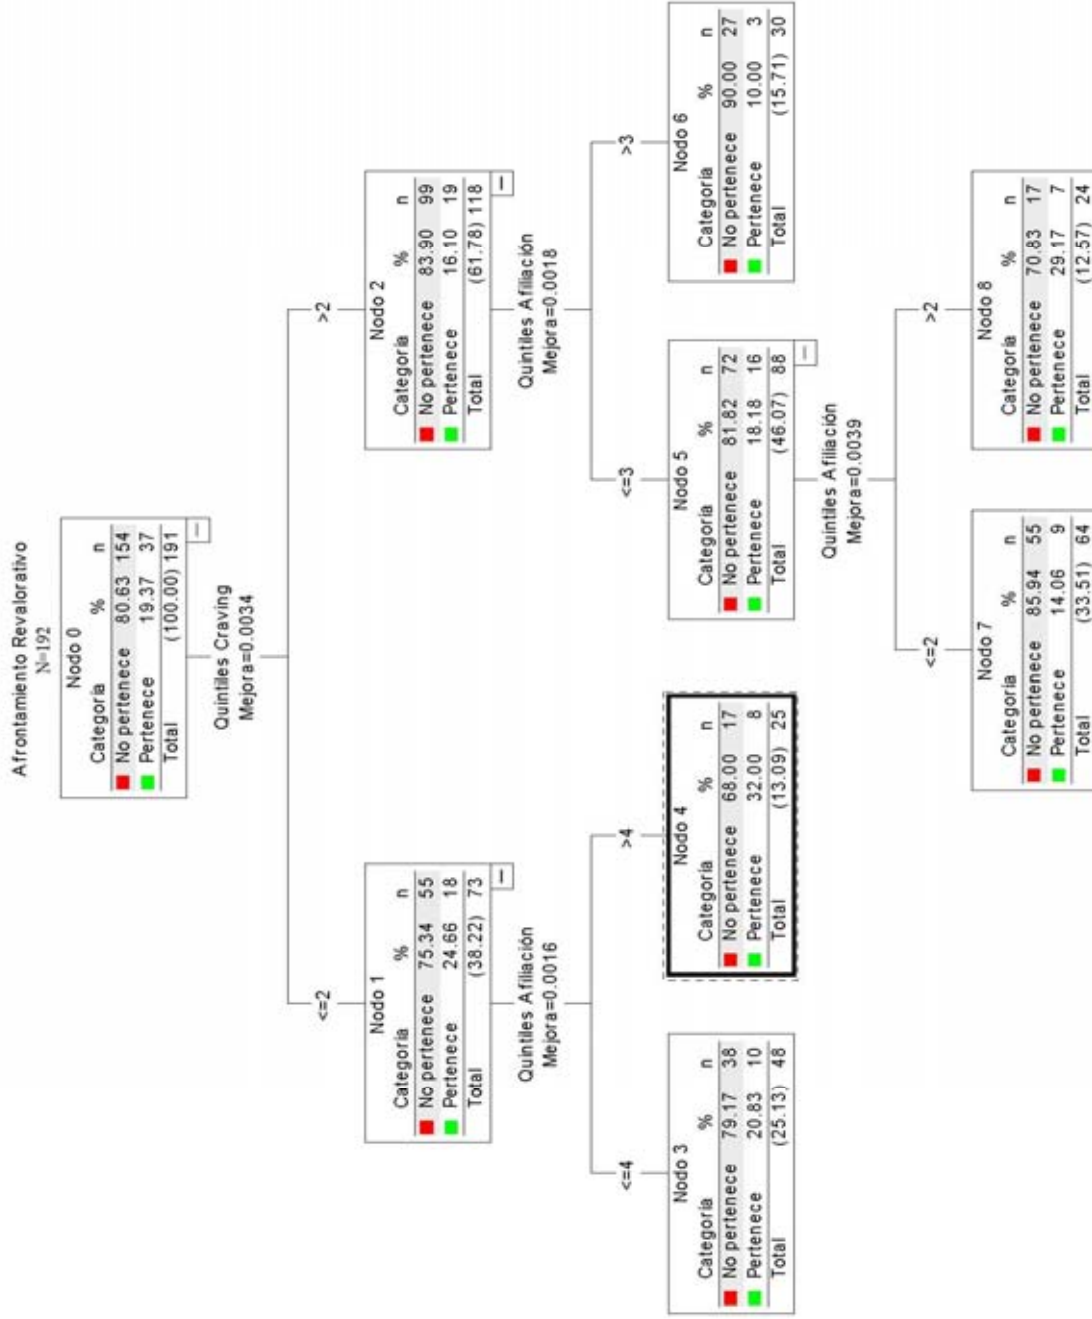 Afrontamiento Revalorativo
N=192
Nodo 0
Categoría % n
No pertenece 80.63 154
Pertenece 19.37 37
Total (100.00) 191
Quintiles Craving
Mejora=0.0034
<=2
>2
Nodo 1
Categoría % n
No pertenece 75.34 55
Pertenece 24.66 18
Total (38.22) 73
Nodo 2
Categoría % n
No pertenece 83.90 99
Pertenece 16.10 19
Total (61.78) 118
Quintiles Afiliación
Mejora=0.0016
Quintiles Afiliación
Mejora=0.0018
<=4
>4
<=3
>3
Nodo 3
Categoría % n
No pertenece 79.17 38
Pertenece 20.83 10
Total (25.13) 48
Nodo 4
Categoría % n
No pertenece 68.00 17
Pertenece 32.00 8
Total (13.09) 25
Nodo 5
Categoría % n
No pertenece 81.82 72
Pertenece 18.18 16
Total (46.07) 88
Nodo 6
Categoría % n
No pertenece 90.00 27
Pertenece 10.00 3
Total (15.71) 30
Quintiles Afiliación
Mejora=0.0039
<=2
>2
Nodo 7
Categoría % n
No pertenece 85.94 55
Pertenece 14.06 9
Total (33.51) 64
Nodo 8
Categoría % n
No pertenece 70.83 17
Pertenece 29.17 7
Total (12.57) 24